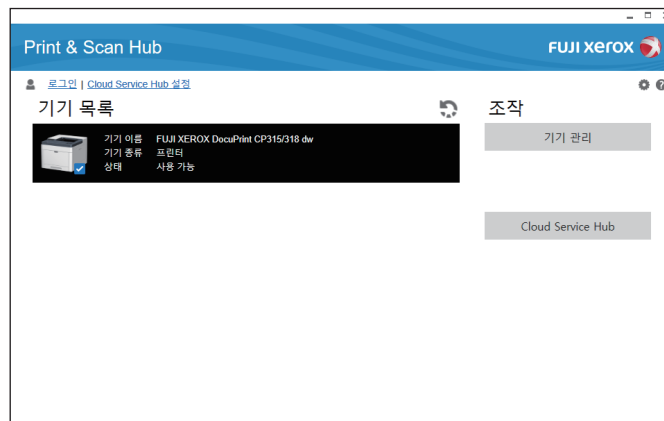 Print & Scan Hub
FUJI xerox
로그인 | Cloud Service Hub 설정
기기 목록
조작
기기 이름 FUJI XEROX DocuPrint CP315/318 dw
기기 종류 프린터
상태 사용 가능
기기 관리
Cloud Service Hub